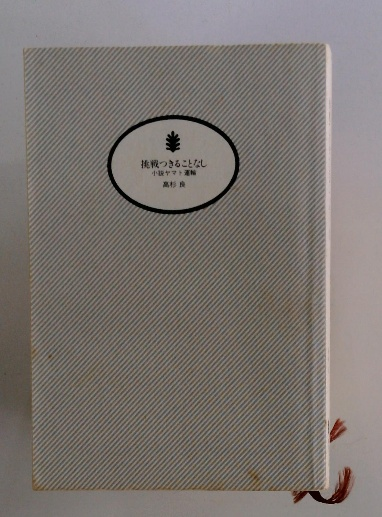 挑戦つきることなし
小説ヤマト運輸
高杉 良